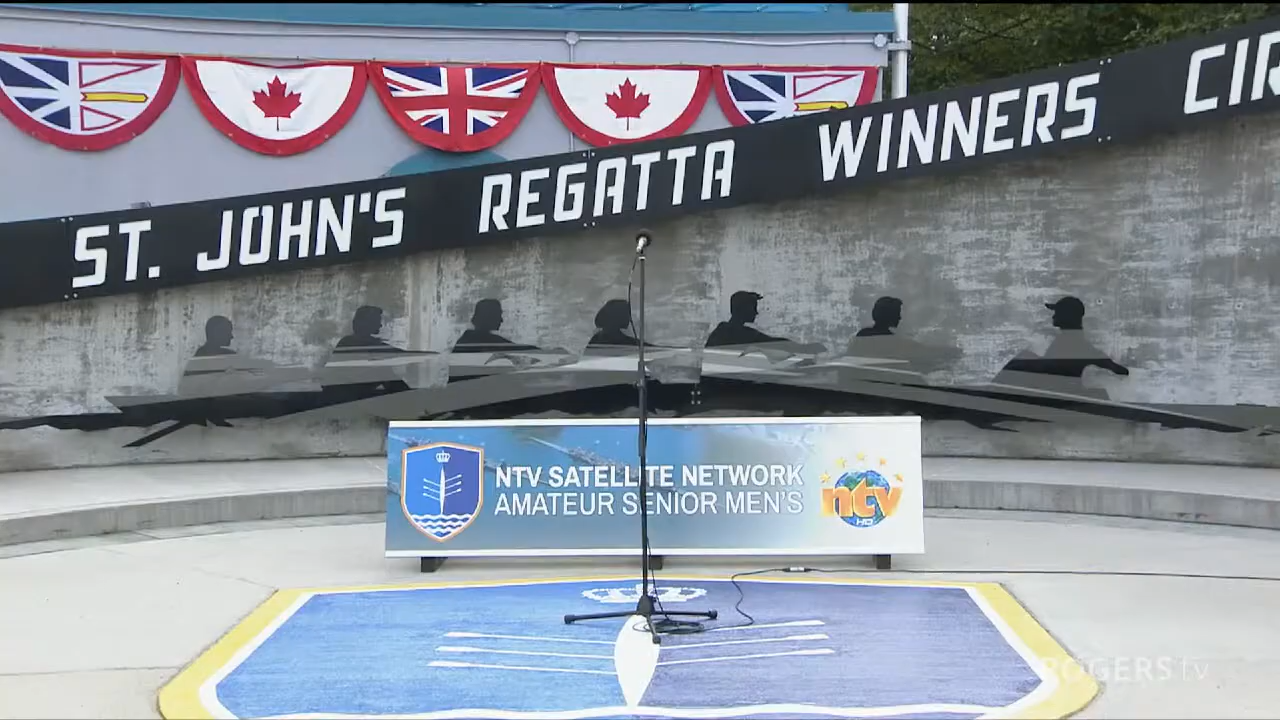 ST. JOHN'S REGATTA WINNERS CIR
NTV SATELLITE NETWORK
AMATEUR SENIOR MEN'S
ntv
HD
ROGERS tv